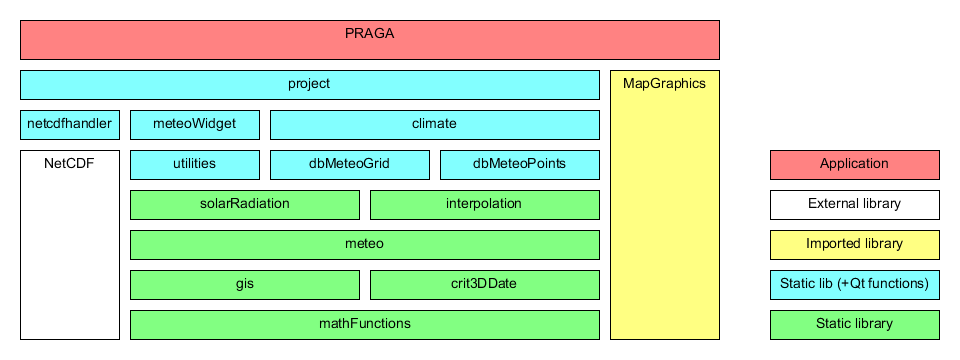 PRAGA
project
MapGraphics
netcdfhandler
meteoWidget
climate
NetCDF
utilities
dbMeteoGrid
dbMeteoPoints
Application
solarRadiation
interpolation
External library
meteo
Imported library
gis
crit3DDate
Static lib (+Qt functions)
mathFunctions
Static library